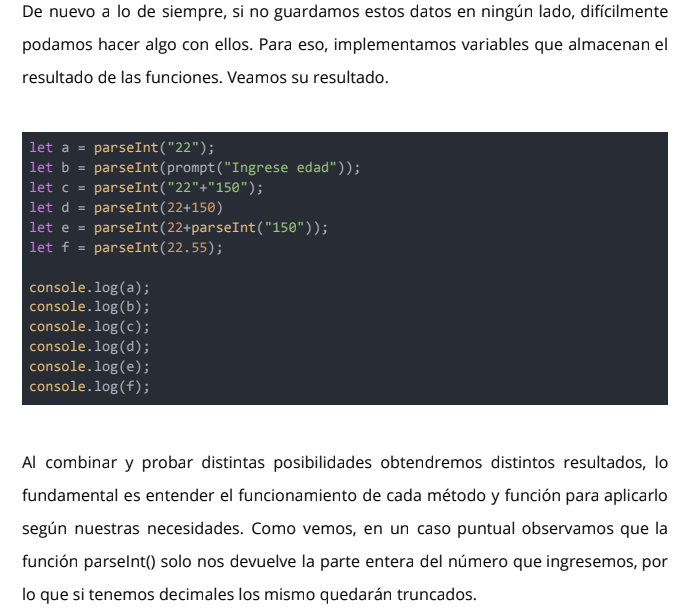 De nuevo a lo de siempre, si no guardamos estos datos en ningún lado, difícilmente
podamos hacer algo con ellos. Para eso, implementamos variables que almacenan el
resultado de las funciones. Veamos su resultado.
let a = parseInt("22");
let b = parseInt(prompt("Ingrese edad"));
let c = parseInt("22"+"150");
let d = parseInt(22+150)
let e = parseInt(22+parseInt("150"));
let f = parseInt(22.55);
console.log(a);
console.log(b);
console.log(c);
console.log(d);
console.log(e);
console.log(f);
Al combinar y probar distintas posibilidades obtendremos distintos resultados, lo
fundamental es entender el funcionamiento de cada método y función para aplicarlo
según nuestras necesidades. Como vemos, en un caso puntual observamos que la
función parseInt() solo nos devuelve la parte entera del número que ingresemos, por
lo que si tenemos decimales los mismo quedarán truncados.